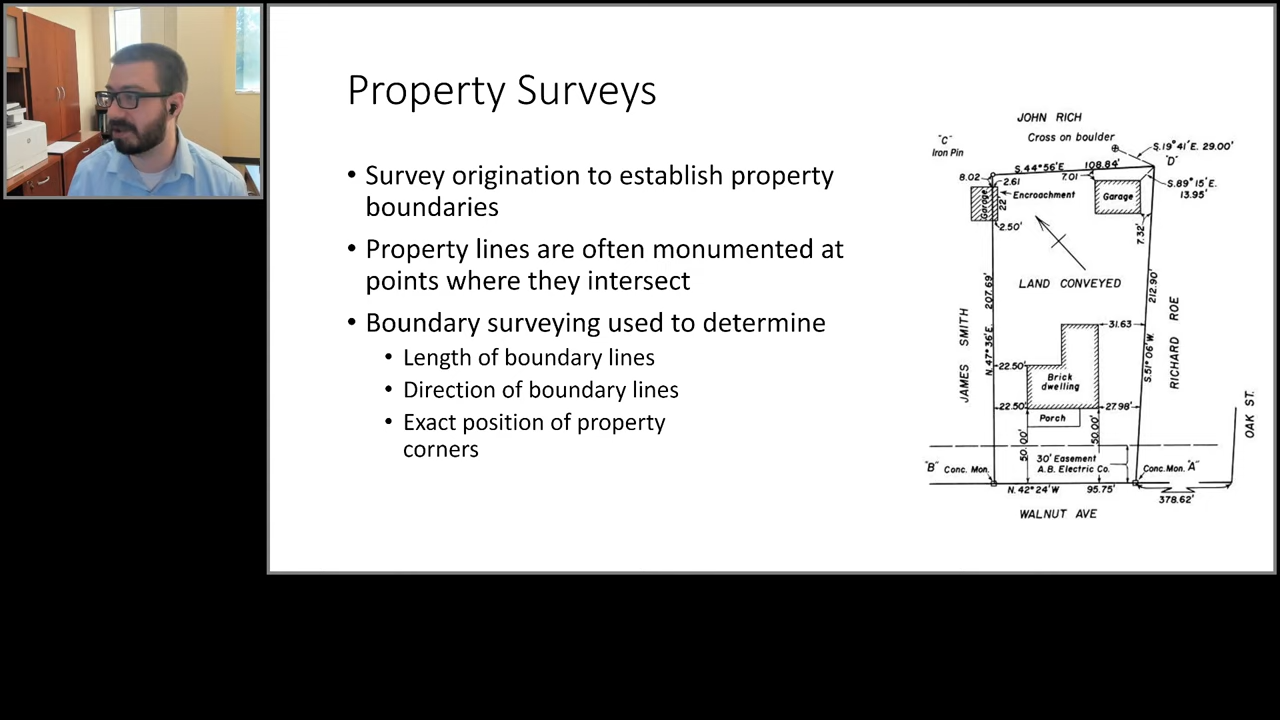 Property Surveys
• Survey origination to establish property
boundaries
• Property lines are often monumented at
points where they intersect
• Boundary surveying used to determine
• Length of boundary lines
• Direction of boundary lines
• Exact position of property
corners
JOHN RICH
Cross on boulder
"C"
Iron Pin
S.19°41'E. 29.00'
"D"
S.44°56'E.
108.84'
8.02
2.61
7.01
S.89°15'E.
13.95'
Garage
22'
Encroachment
Garage
2.50'
7.32'
LAND CONVEYED
207.69'
212.90'
JAMES SMITH
N.47°36'E.
31.63
S.51°06'W.
RICHARD ROE
22.50'
Brick
dwelling
22.50'
27.98'
Porch
OAK ST.
50.00'
50.00'
30' Easement
A.B. Electric Co.
"B" Conc. Mon.
Conc. Mon. "A"
N.42°24'W
95.75'
378.62'
WALNUT AVE